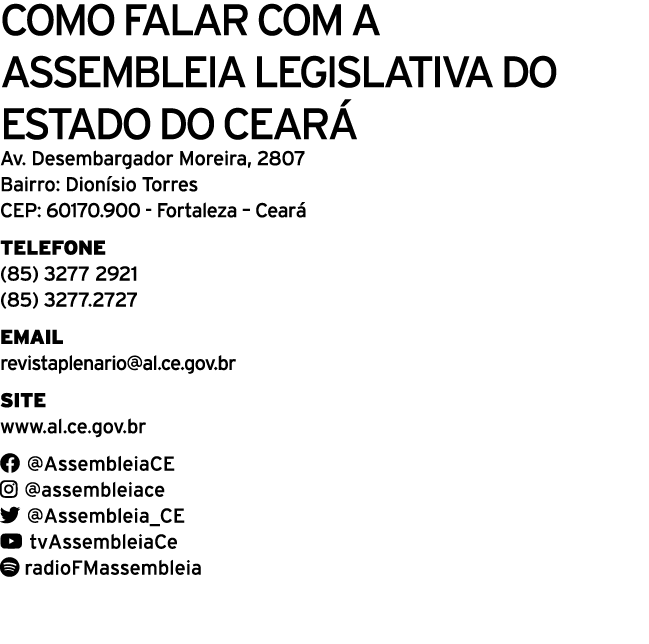 COMO FALAR COM A
ASSEMBLEIA LEGISLATIVA DO
ESTADO DO CEARÁ
Av. Desembargador Moreira, 2807
Bairro: Dionísio Torres
CEP: 60170.900 - Fortaleza – Ceará
TELEFONE
(85) 3277 2921
(85) 3277.2727
EMAIL
revistaplenario@al.ce.gov.br
SITE
www.al.ce.gov.br
@AssembleiaCE
@assembleiace
@Assembleia_CE
tvAssembleiaCe
radioFMassembleia